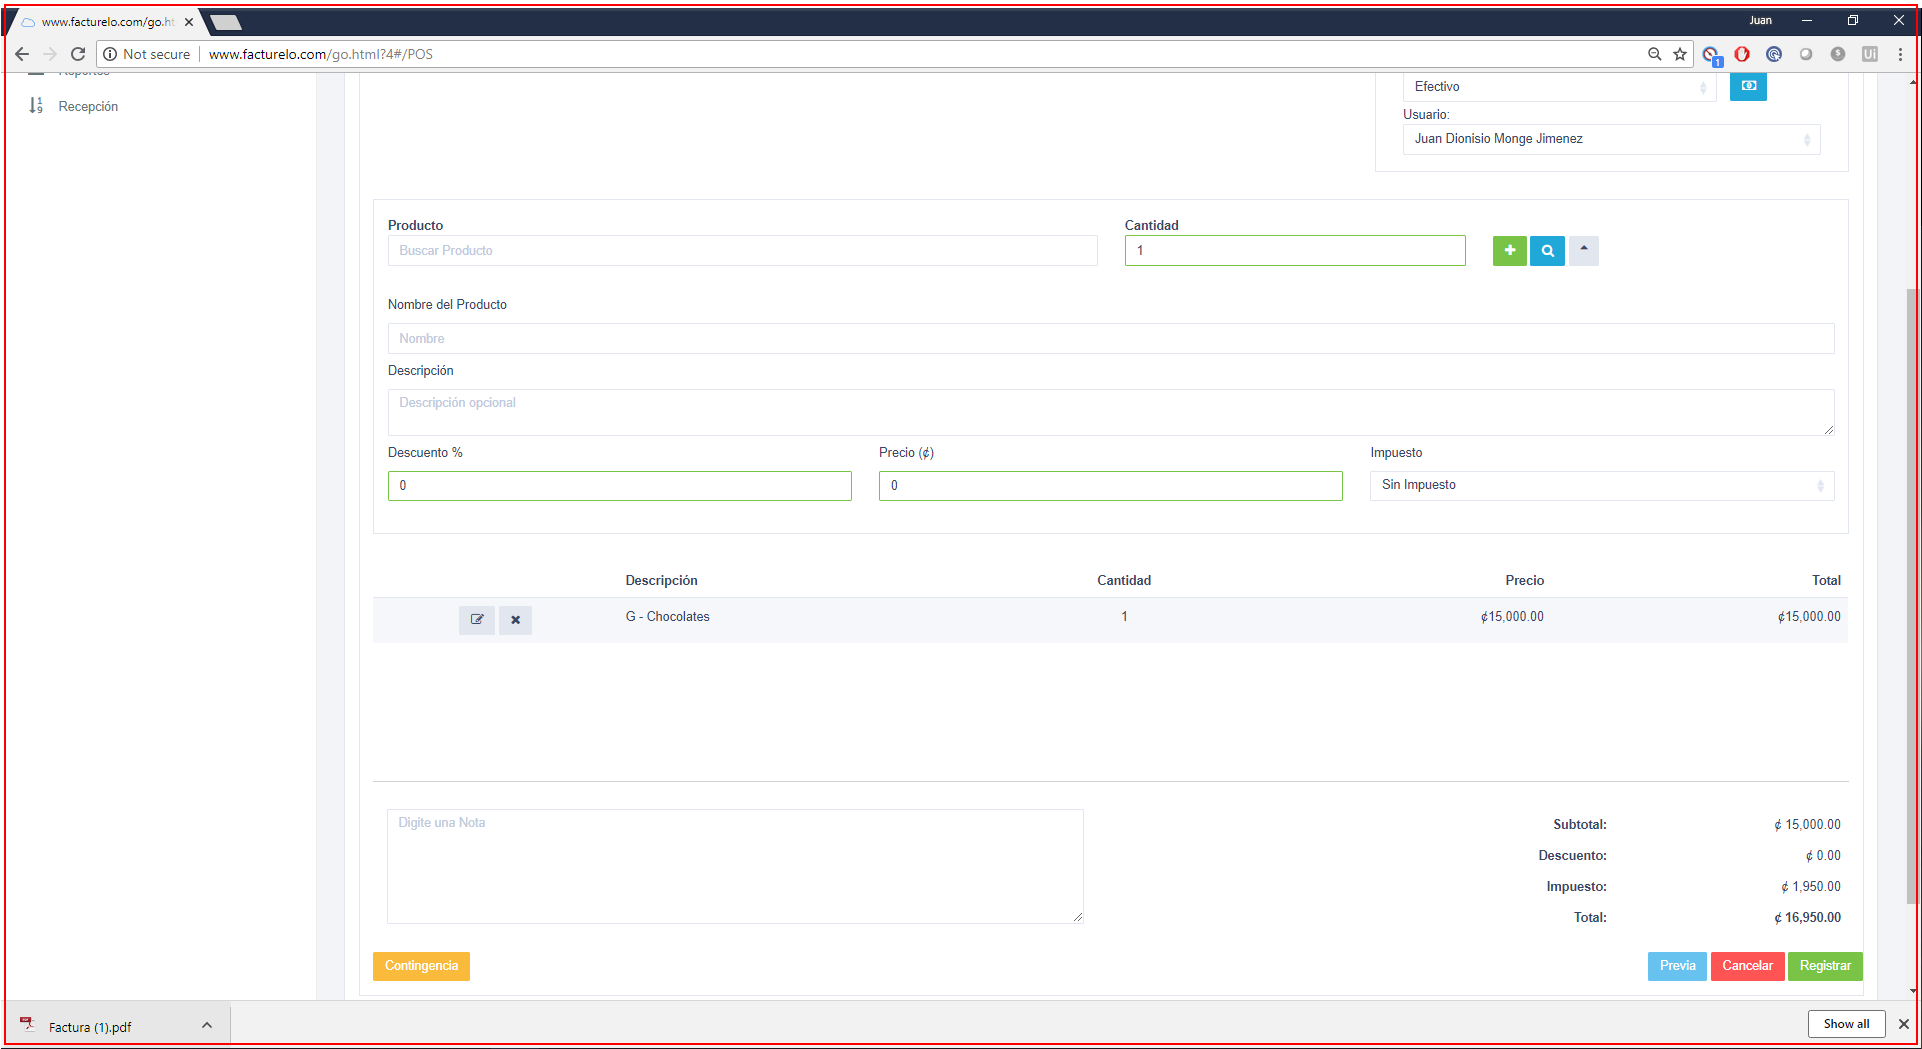 www.facturelo.com/go.ht
Juan
Not secure
www.facturelo.com/go.html?4#/POS
1
S
Ui
Reportes
Recepción
Efectivo
Usuario:
Juan Dionisio Monge Jimenez
Producto
Cantidad
Buscar Producto
1
Nombre del Producto
Nombre
Descripción
Descripción opcional
Descuento %
Precio (₡)
Impuesto
0
0
Sin Impuesto
Descripción
Cantidad
Precio
Total
G - Chocolates
1
₡15,000.00
₡15,000.00
Digite una Nota
Subtotal:
₡ 15,000.00
Descuento:
₡ 0.00
Impuesto:
₡ 1,950.00
Total:
₡ 16,950.00
Contingencia
Previa
Cancelar
Registrar
Factura (1).pdf
Show all